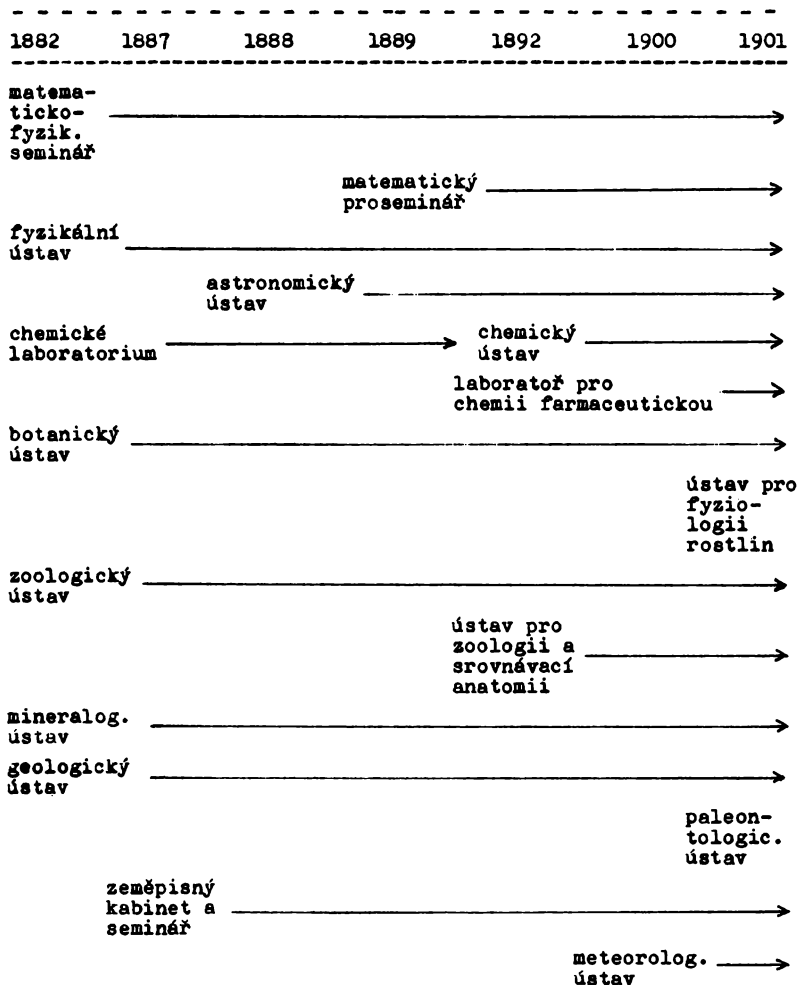 1882 1887 1888 1889 1892 1900 1901
matema-
ticko-
fyzik.
seminář
matematický
proseminář
fyzikální
ústav
astronomický
ústav
chemické
laboratorium
chemický
ústav
laboratoř pro
chemii farmaceutickou
botanický
ústav
ústav pro
fyzio-
logii
rostlin
zoologický
ústav
ústav pro
zoologii a
srovnávací
anatomii
mineralog.
ústav
geologický
ústav
paleon-
tologic.
ústav
zeměpisný
kabinet a
seminář
meteorolog.
ústav